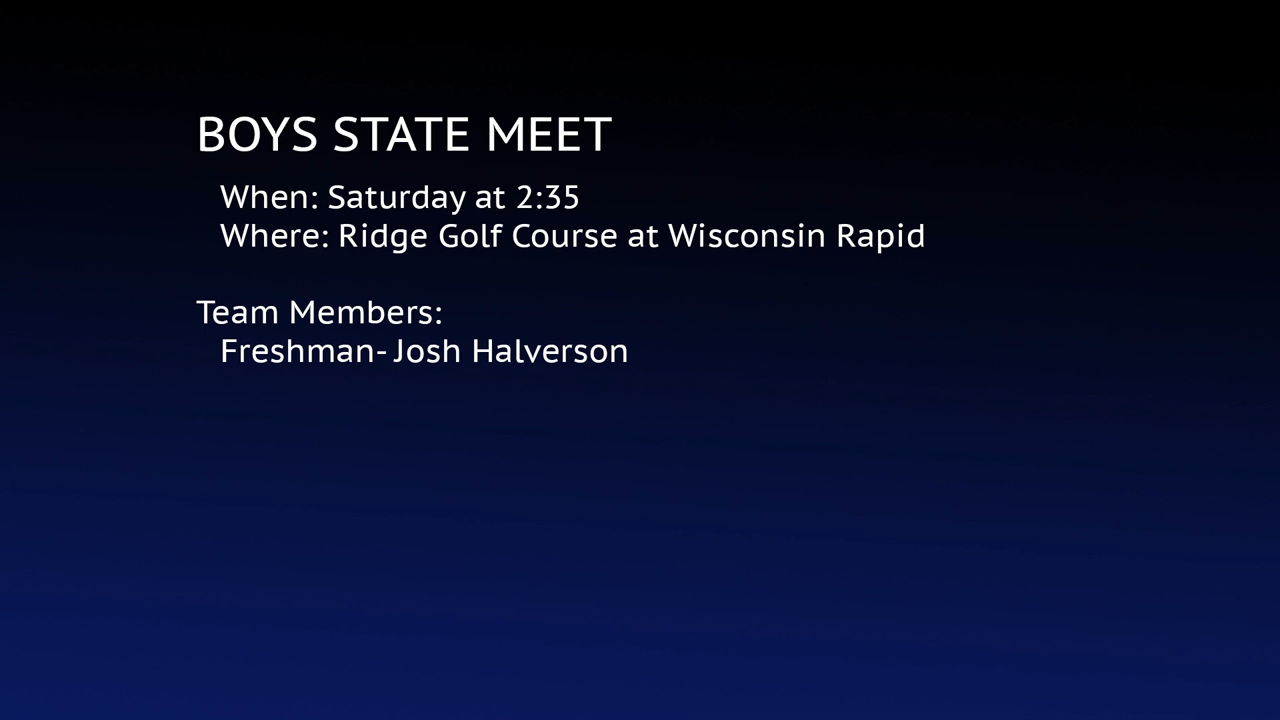 BOYS STATE MEET
When: Saturday at 2:35
Where: Ridge Golf Course at Wisconsin Rapid
Team Members:
Freshman- Josh Halverson